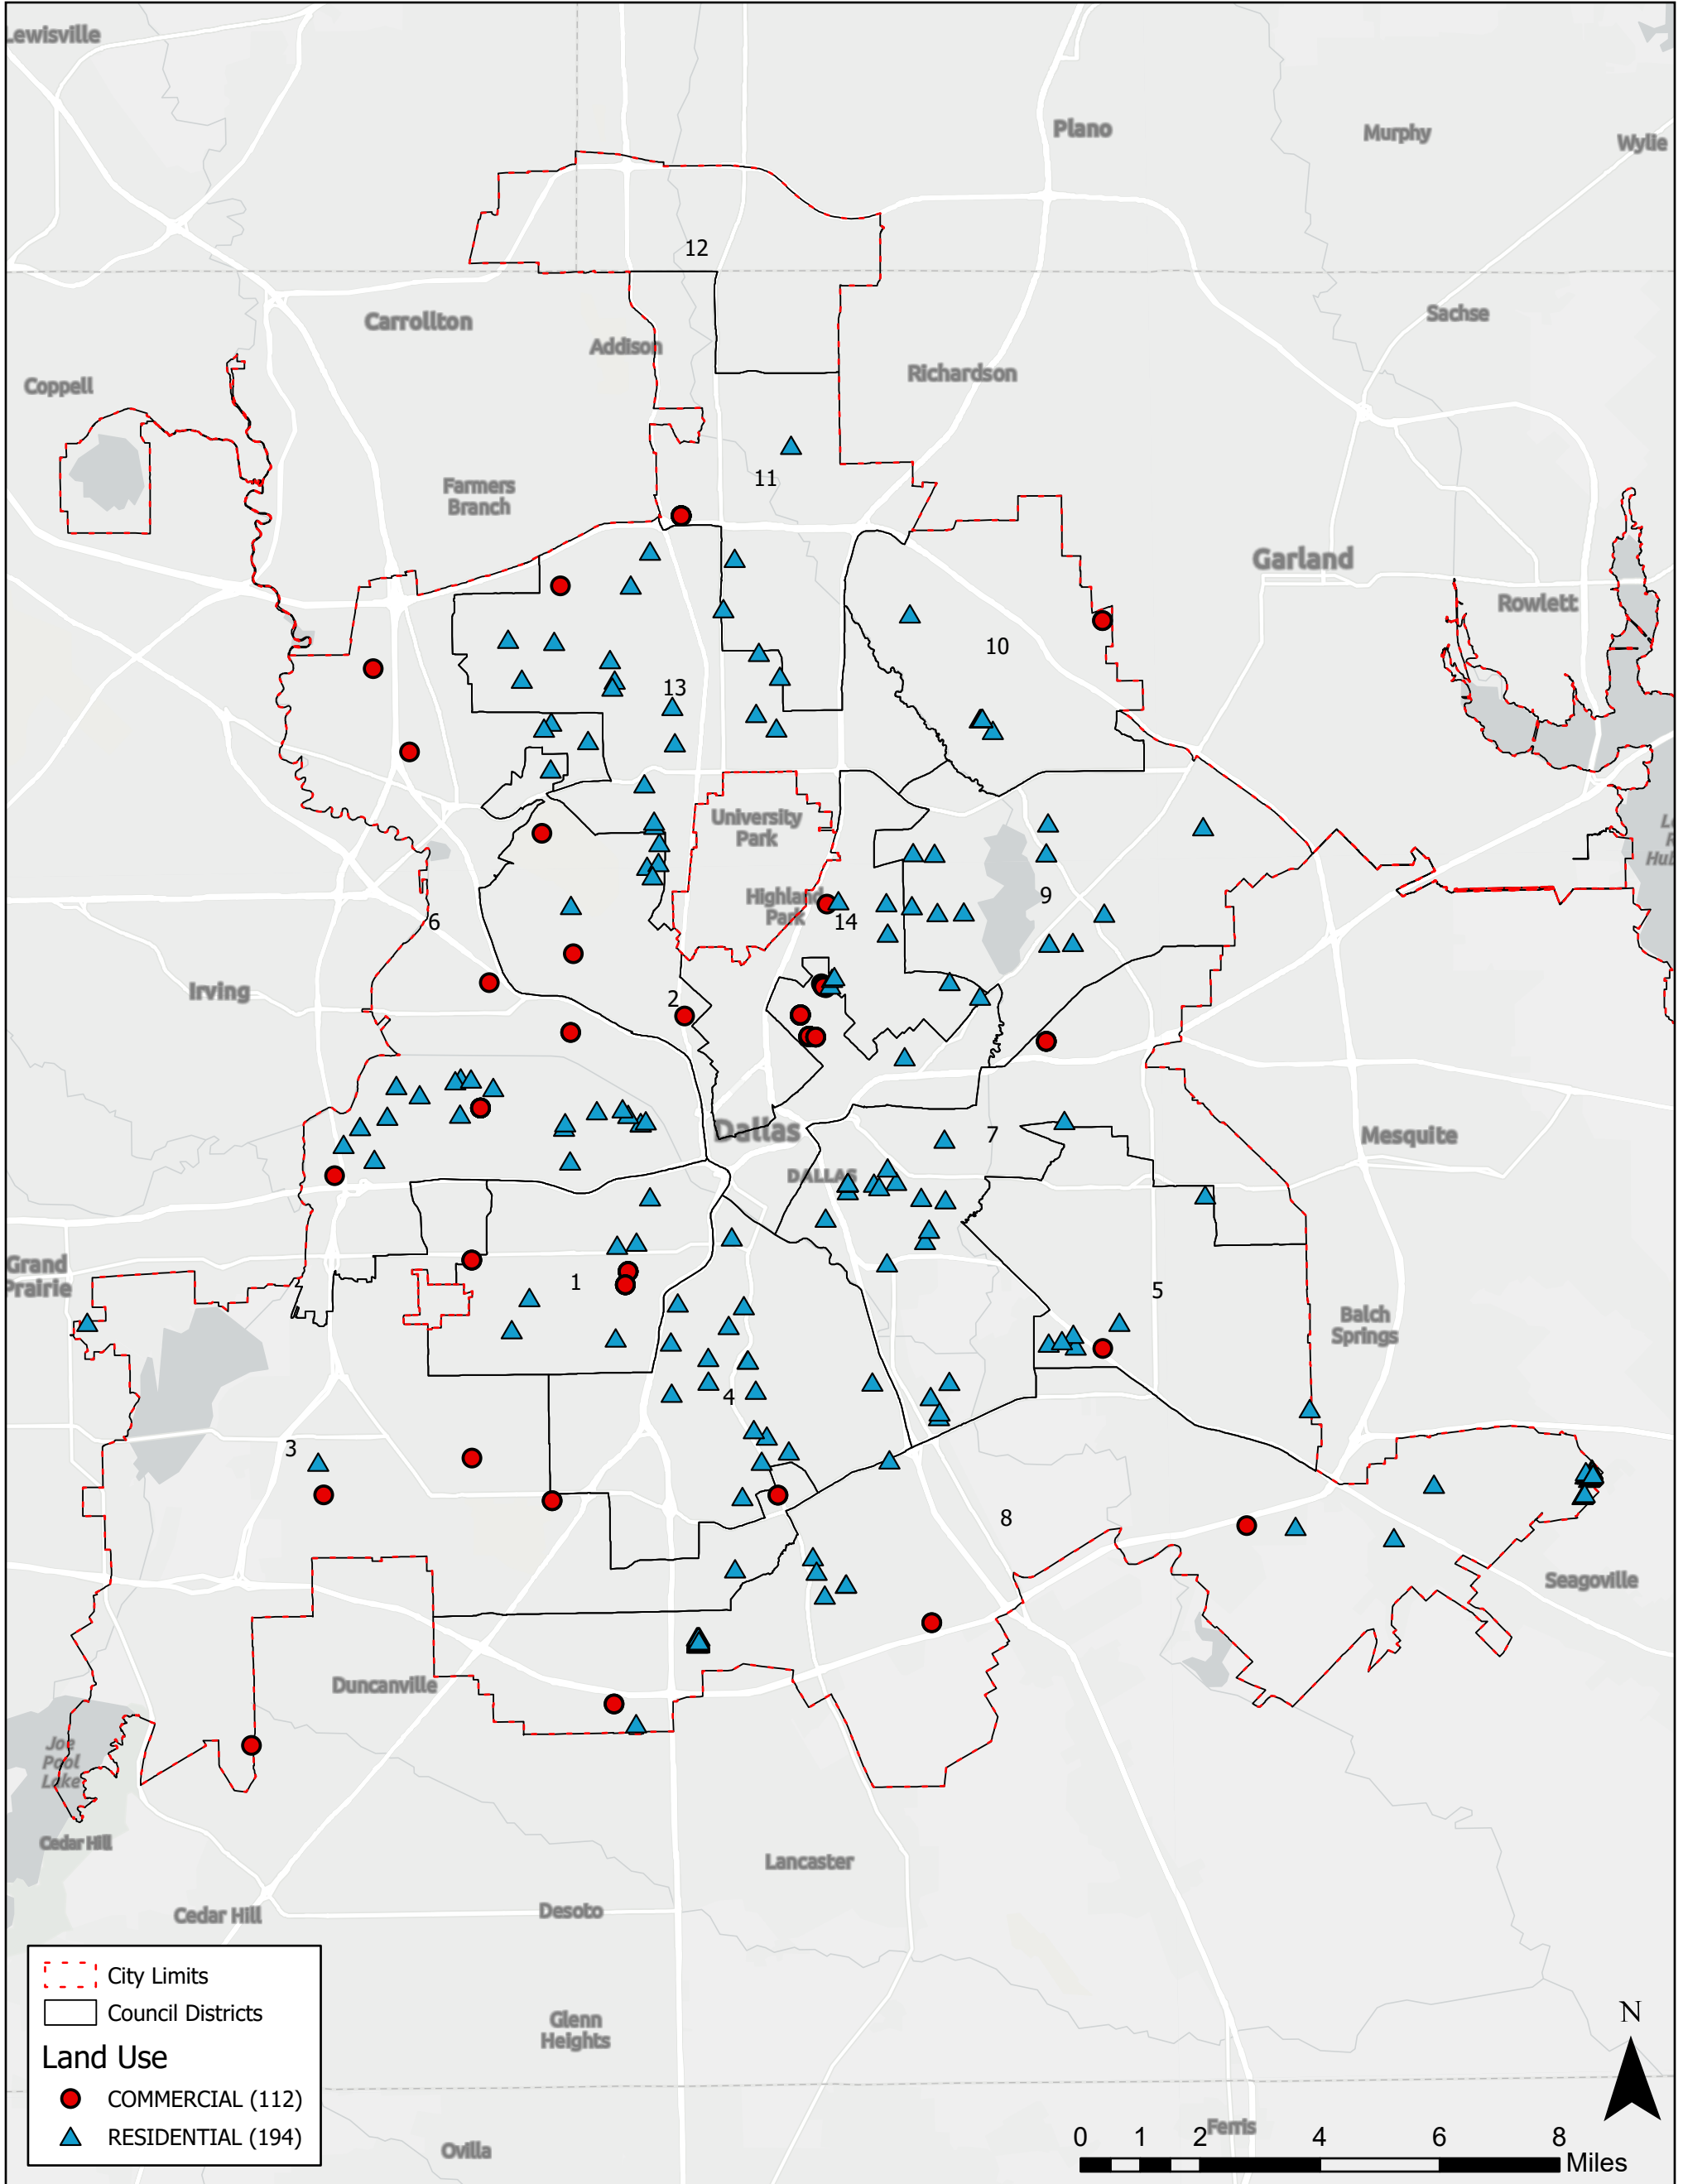 Lewisville
Plano
Murphy
Wylie
12
Carrollton
Addison
Sachse
Coppell
Richardson
11
Farmers
Branch
Garland
Rowlett
10
13
University
Park
Highland
Park
14
9
6
Irving
2
Dallas
7
Mesquite
DALLAS
Grand
Prairie
1
5
Balch
Springs
4
3
8
Seagoville
Duncanville
Joe
Pool
Lake
Cedar Hill
Lancaster
Cedar Hill
Desoto
City Limits
Council Districts
Land Use
COMMERCIAL (112)
RESIDENTIAL (194)
Glenn
Heights
N
Ferris
Ovilla
0 1 2 4 6 8
Miles